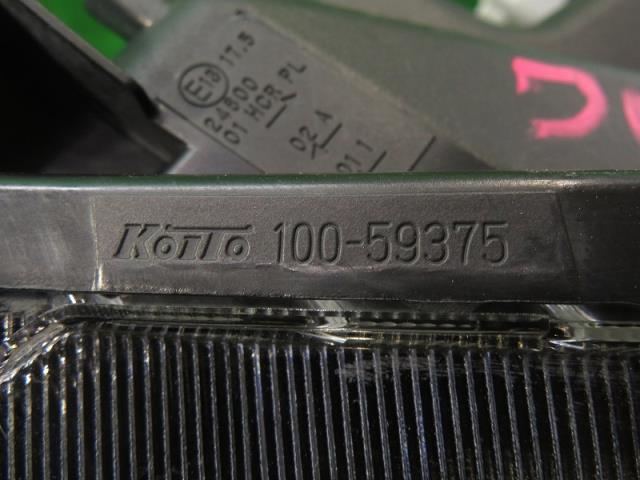 E13 17.5
24800
01 HCR PL
02 A
01 1
KOITO 100-59375